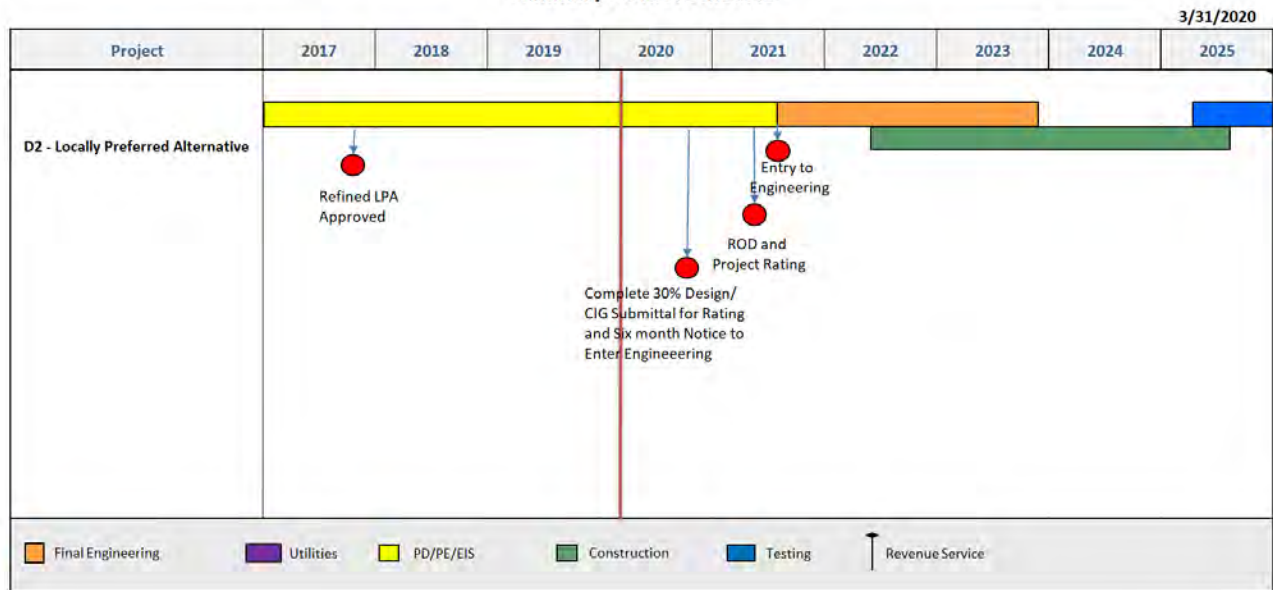 3/31/2020
Project 2017 2018 2019 2020 2021 2022 2023 2024 2025
D2 - Locally Preferred Alternative
Refined LPA
Approved
Entry to
Engineering
ROD and
Project Rating
Complete 30% Design/
CIG Submittal for Rating
and Six month Notice to
Enter Engineeering
Final Engineering Utilities PD/PE/EIS Construction Testing Revenue Service